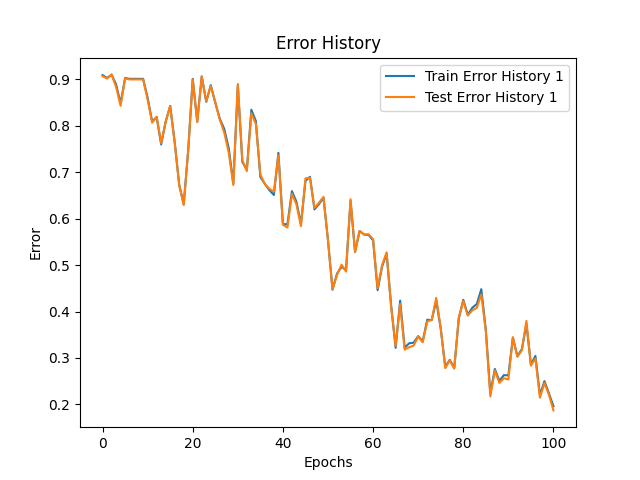 Error History
Train Error History 1
Test Error History 1
Error
0.9
0.8
0.7
0.6
0.5
0.4
0.3
0.2
0 20 40 60 80 100
Epochs